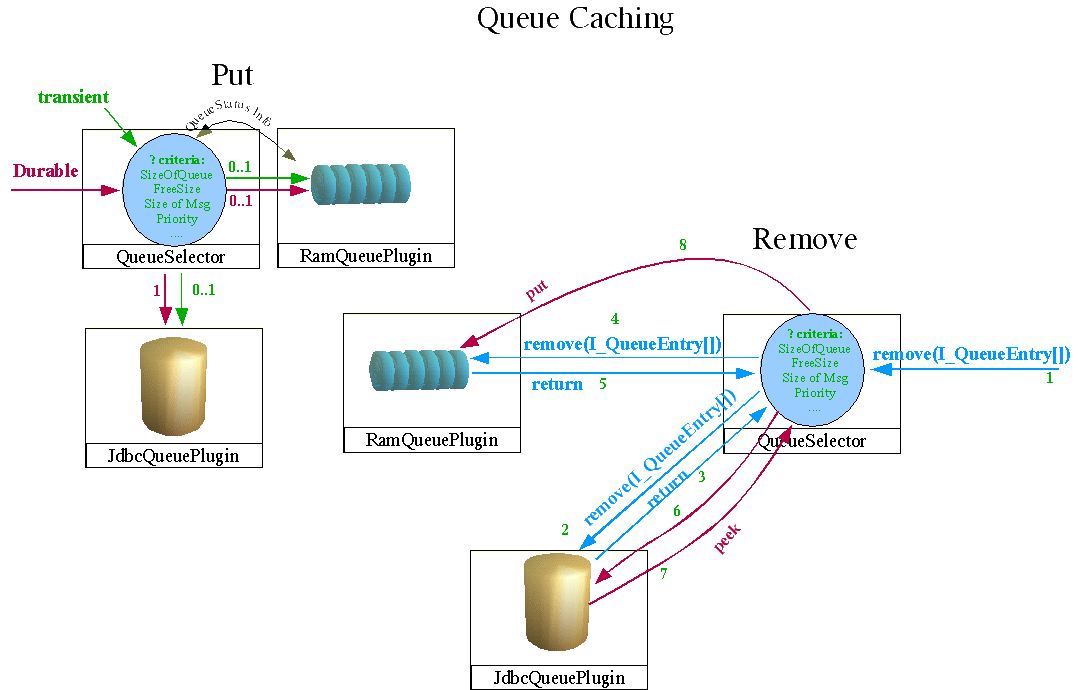 Queue Caching
Put
transient
QueueStatus Info
Durable
? criteria:
SizeOfQueue
FreeSize
Size of Msg
Priority
....
0..1
0..1
QueueSelector
RamQueuePlugin
1
0..1
JdbcQueuePlugin
Remove
8
put
4
remove(I_QueueEntry[])
return
5
RamQueuePlugin
? criteria:
SizeOfQueue
FreeSize
Size of Msg
Priority
....
QueueSelector
remove(I_QueueEntry[])
1
remove(I_QueueEntry[])
return
3
6
2
peek
7
JdbcQueuePlugin